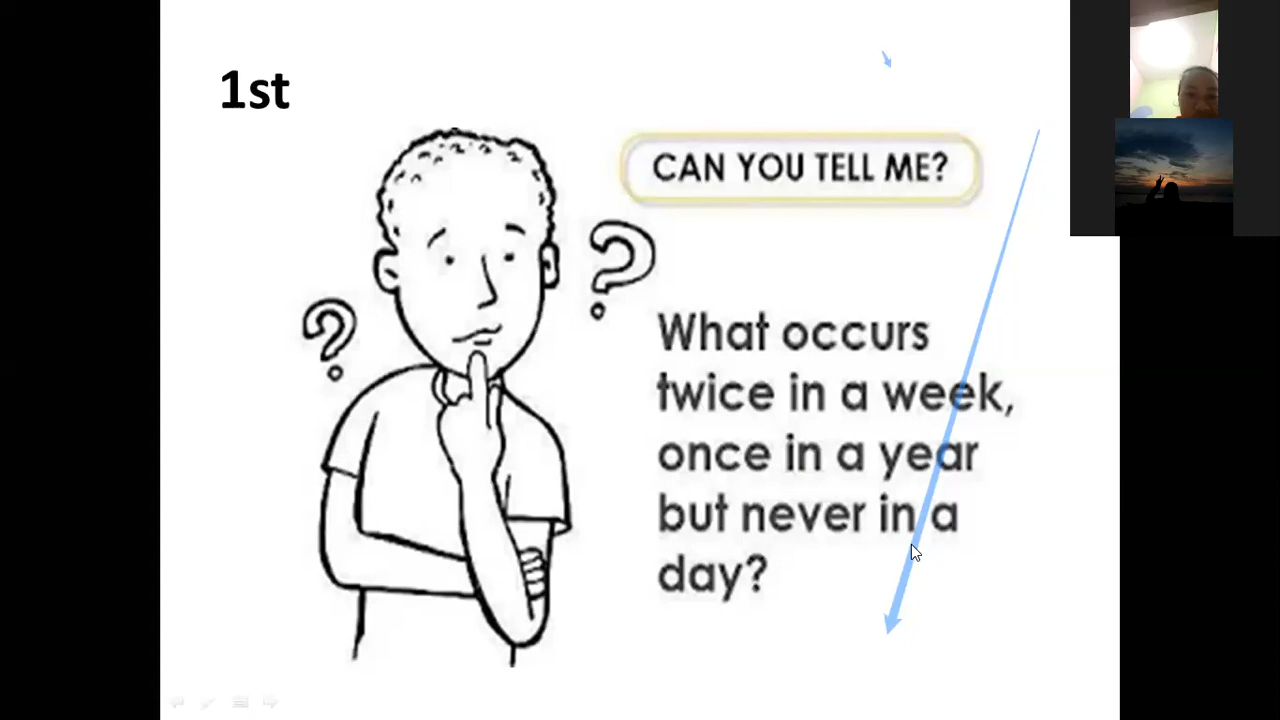 1st
CAN YOU TELL ME?
What occurs
twice in a week,
once in a year
but never in a
day?